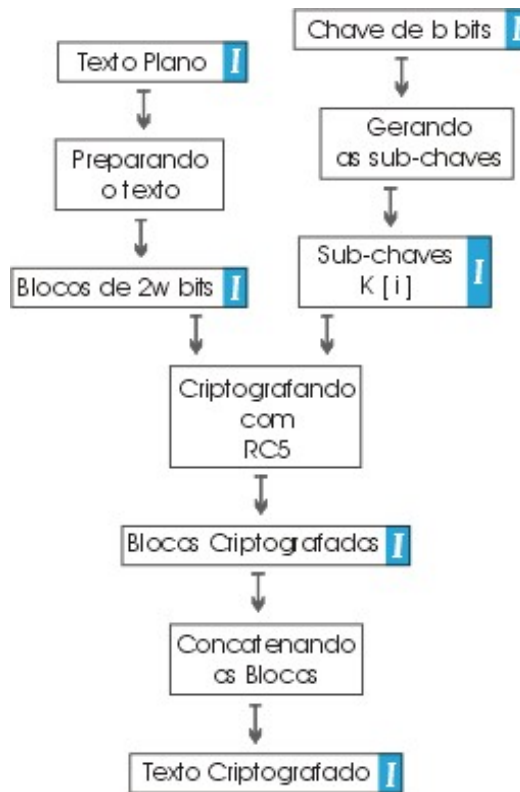 Chave de b bits I
Texto Plano I
Gerando
as sub-chaves
Preparando
o texto
Sub-chaves
K [ i ]
I
Blocos de 2w bits I
Criptografando
com
RC5
Blocos Criptografados I
Concatenando
os Blocos
Texto Criptografado I